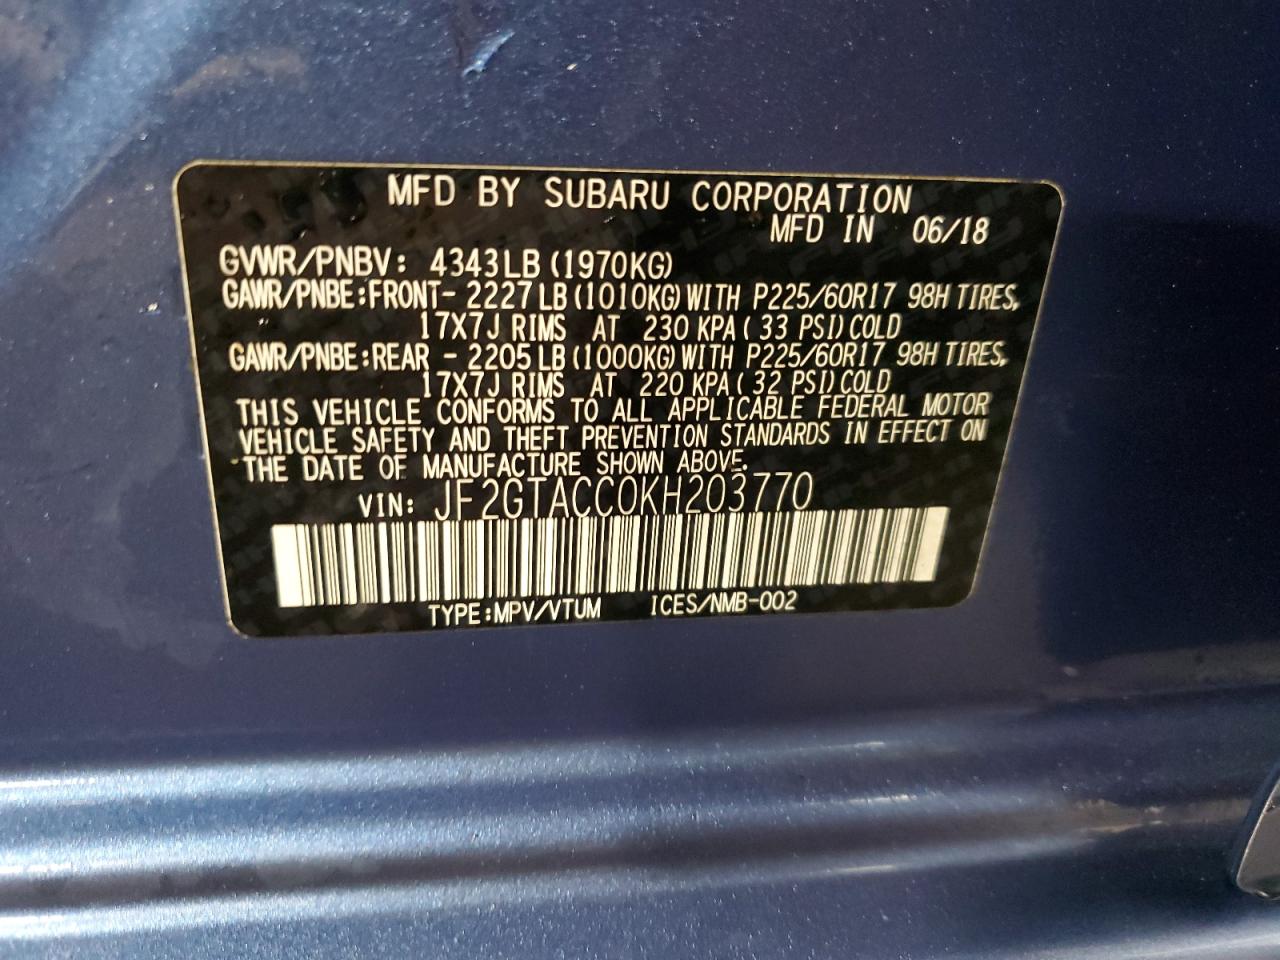 MFD BY SUBARU CORPORATION
MFD IN 06/18
GVWR/PNBV: 4343LB (1970KG)
GAWR/PNBE:FRONT- 2227 LB (1010KG) WITH P225/60R17 98H TIRES,
17X7J RIMS AT 230 KPA ( 33 PSI) COLD
GAWR/PNBE:REAR - 2205 LB (1000KG) WITH P225/60R17 98H TIRES,
17X7J RIMS AT 220 KPA ( 32 PSI) COLD
THIS VEHICLE CONFORMS TO ALL APPLICABLE FEDERAL MOTOR
VEHICLE SAFETY AND THEFT PREVENTION STANDARDS IN EFFECT ON
THE DATE OF MANUFACTURE SHOWN ABOVE.
VIN: JF2GTACC0KH203770
TYPE:MPV/VTUM ICES/NMB-002